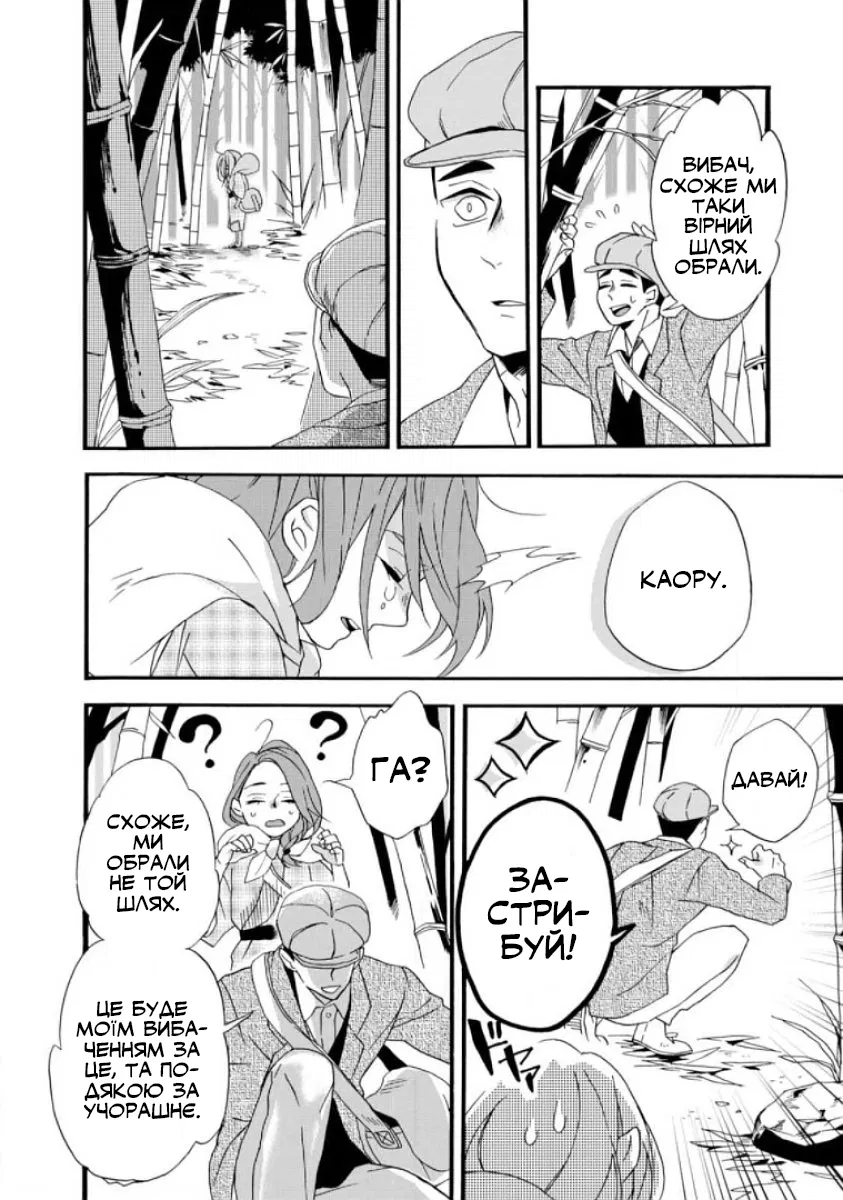 ВИБАЧ,
СХОЖЕ МИ
ТАКИ
ВІРНИЙ
ШЛЯХ
ОБРАЛИ.
КАОРУ.
ДАВАЙ!
ЗА-
СТРИ-
БУЙ!
ГА?
? ?
СХОЖЕ,
МИ
ОБРАЛИ
НЕ ТОЙ
ШЛЯХ.
ЦЕ БУДЕ
МОЇМ ВИБА-
ЧЕННЯМ ЗА
ЦЕ, ТА ПО-
ДЯКОЮ ЗА
УЧОРАШНЄ.